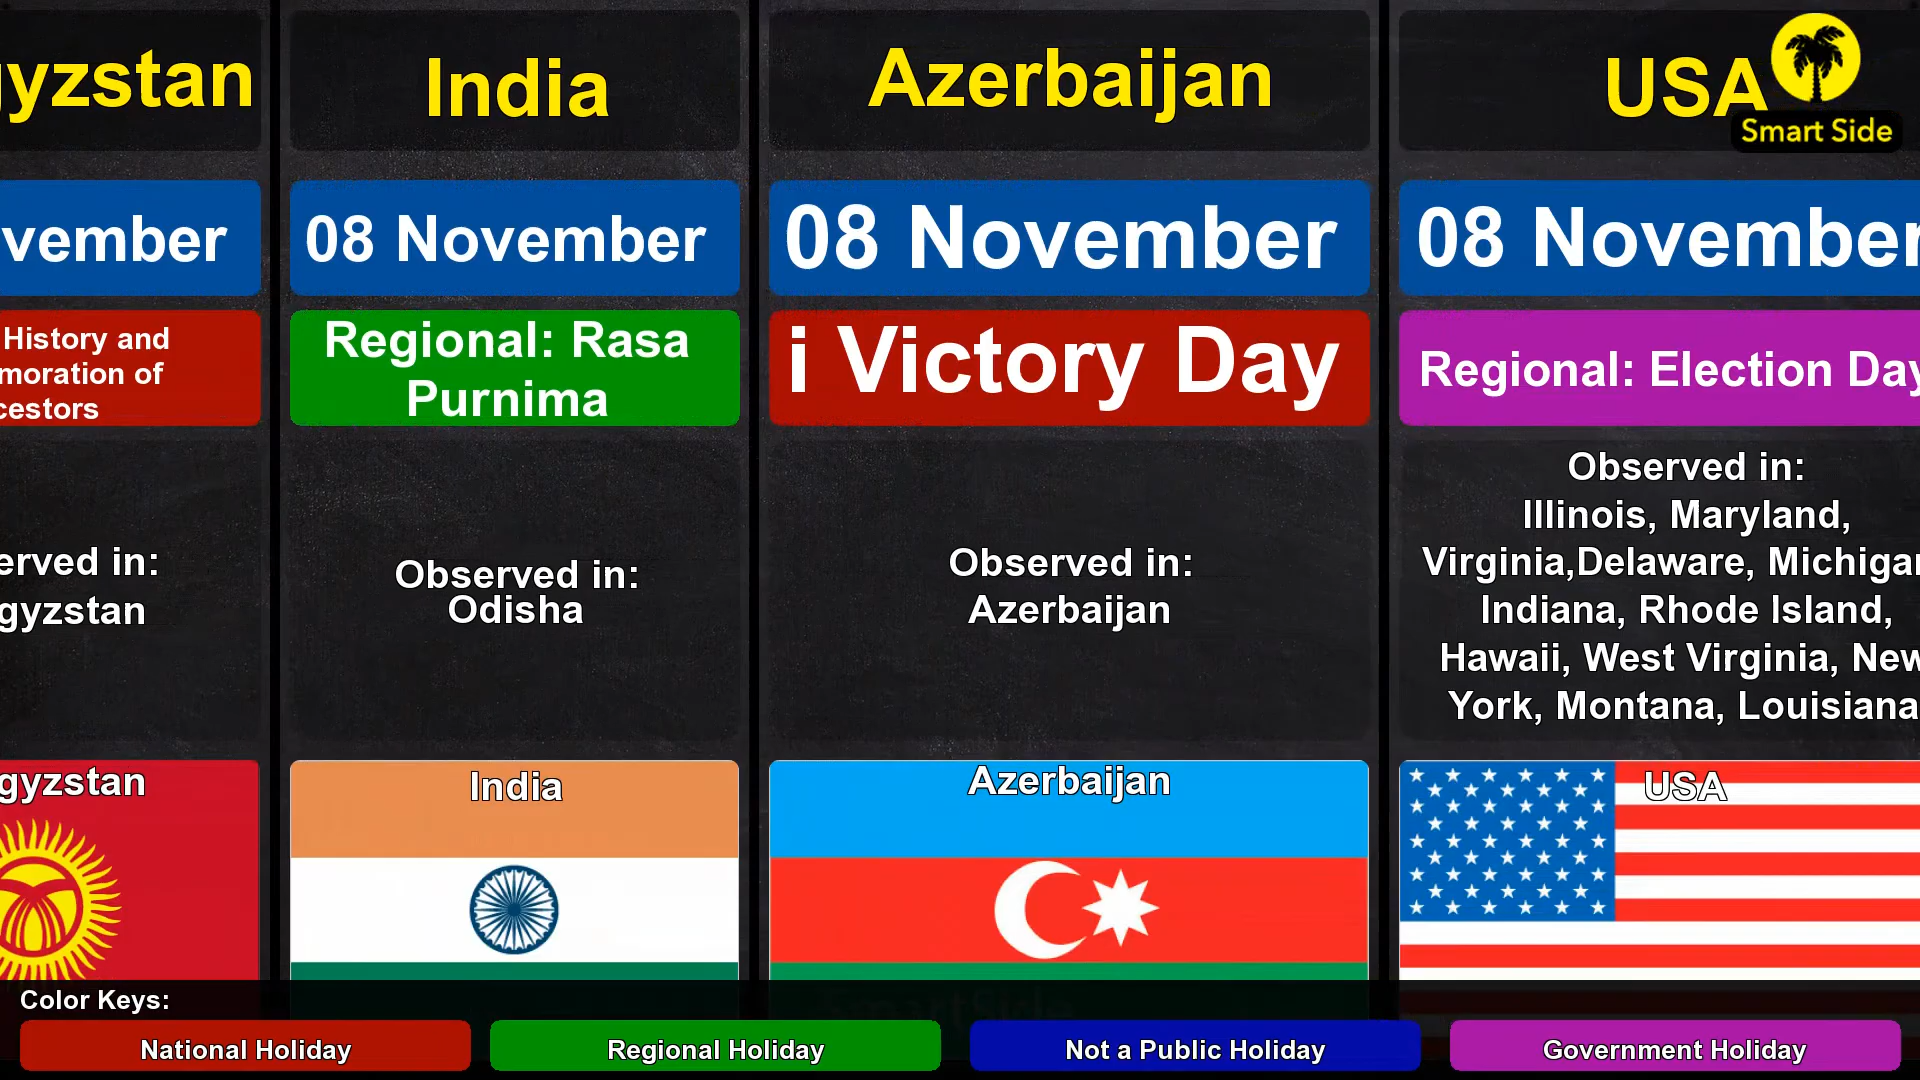 gyzstan
vember
History and
moration of
cestors
erved in:
gyzstan
gyzstan
India
08 November
Regional: Rasa
Purnima
Observed in:
Odisha
India
Azerbaijan
08 November
i Victory Day
Observed in:
Azerbaijan
Azerbaijan
USA
Smart Side
08 November
Regional: Election Day
Observed in:
Illinois, Maryland,
Virginia,Delaware, Michigan
Indiana, Rhode Island,
Hawaii, West Virginia, New
York, Montana, Louisiana
USA
Color Keys:
National Holiday
Regional Holiday
Not a Public Holiday
Government Holiday